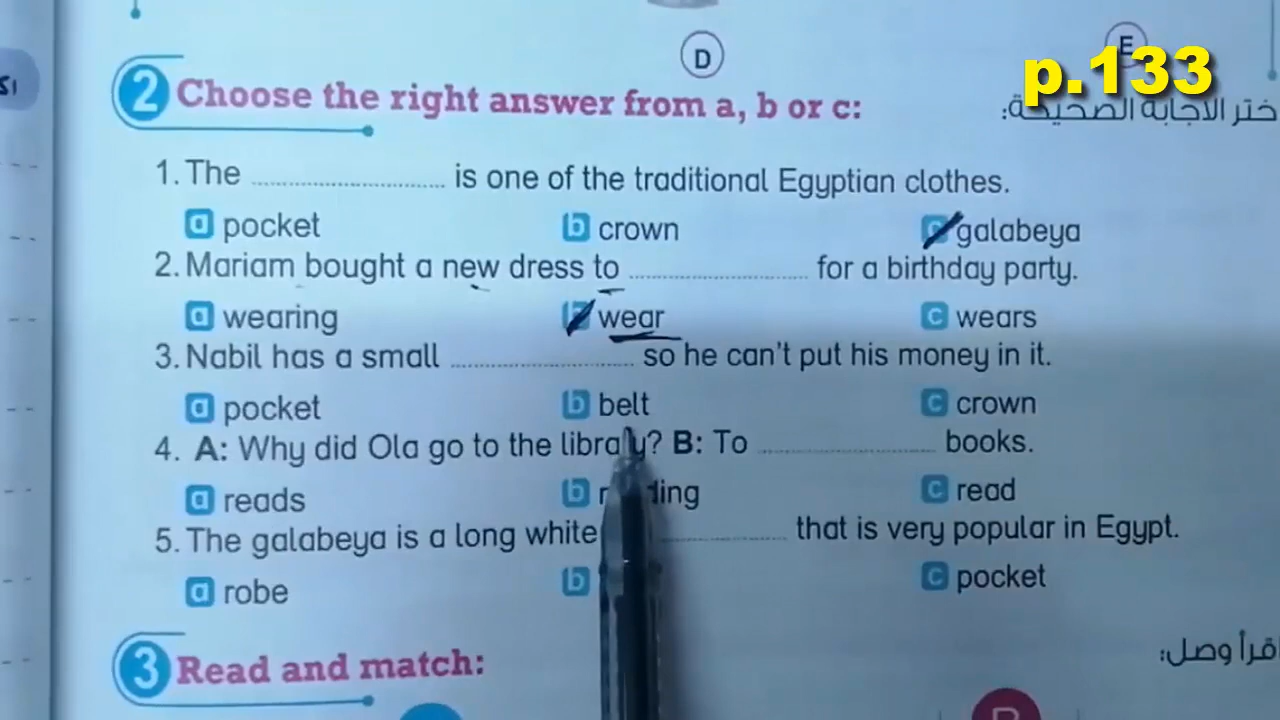 D
E
p.133
2 Choose the right answer from a, b or c:
ختر الاجابة الصحيحة:
1. The ........................ is one of the traditional Egyptian clothes.
a pocket b crown c galabeya
2. Mariam bought a new dress to ........................ for a birthday party.
a wearing b wear c wears
3. Nabil has a small ........................ so he can't put his money in it.
a pocket b belt c crown
4. A: Why did Ola go to the library? B: To ........................ books.
a reads b c read
5. The galabeya is a long white ................ that is very popular in Egypt.
a robe b c pocket
3 Read and match:
قرأ وصل: